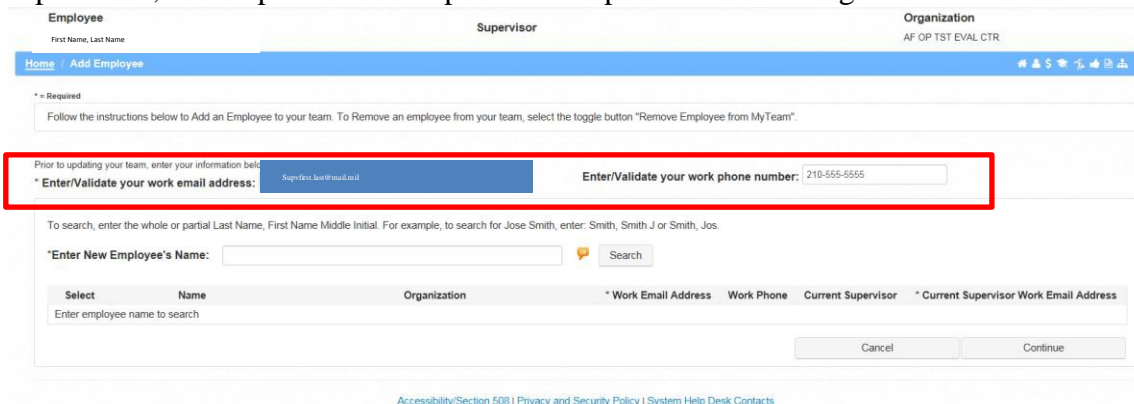 Employee Supervisor Organization
First Name, Last Name AF OP TST EVAL CTR
Home / Add Employee
* = Required
Follow the instructions below to Add an Employee to your team. To Remove an employee from your team, select the toggle button "Remove Employee from MyTeam".
Prior to updating your team, enter your information
* Enter/Validate your work email address: Supvfirst.last@mail.mil Enter/Validate your work phone number: 210-555-5555
To search, enter the whole or partial Last Name, First Name Middle Initial. For example, to search for Jose Smith, enter: Smith, Smith J or Smith, Jos.
*Enter New Employee's Name: Search
Select Name Organization * Work Email Address Work Phone Current Supervisor * Current Supervisor Work Email Address
Enter employee name to search
Cancel Continue
Accessibility/Section 508 | Privacy and Security Policy | System Help Desk Contacts